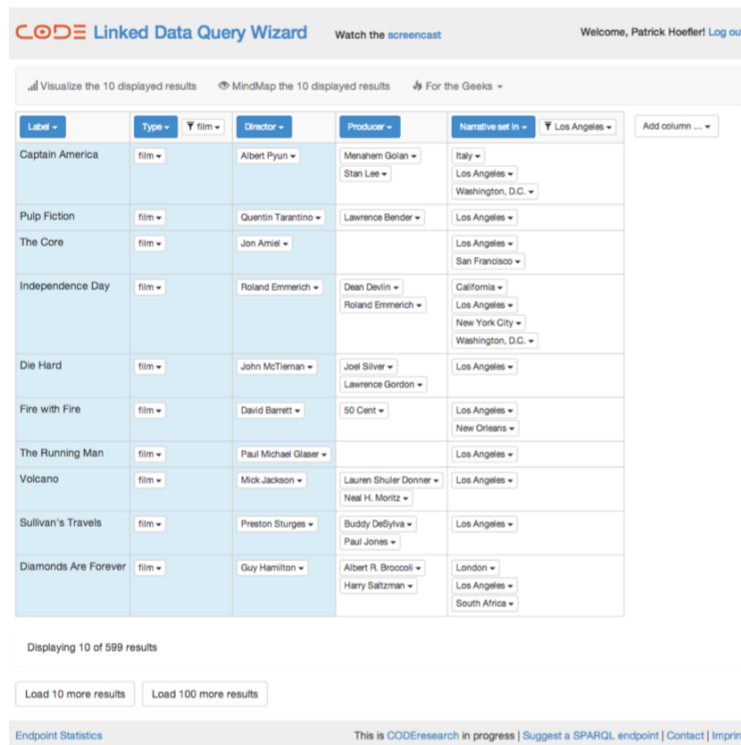 CODE Linked Data Query Wizard Watch the screencast Welcome, Patrick Hoefler! Log ou
Visualize the 10 displayed results MindMap the 10 displayed results For the Geeks
Label Type film Director Producer Narrative set in Los Angeles Add column ...
Captain America film Albert Pyun Menahem Golan Italy
Stan Lee Los Angeles
Washington, D.C.
Pulp Fiction film Quentin Tarantino Lawrence Bender Los Angeles
The Core film Jon Amiel Los Angeles
San Francisco
Independence Day film Roland Emmerich Dean Devlin California
Roland Emmerich Los Angeles
New York City
Washington, D.C.
Die Hard film John McTiernan Joel Silver Los Angeles
Lawrence Gordon
Fire with Fire film David Barrett 50 Cent Los Angeles
New Orleans
The Running Man film Paul Michael Glaser Los Angeles
Volcano film Mick Jackson Lauren Shuler Donner Los Angeles
Neal H. Moritz
Sullivan's Travels film Preston Sturges Buddy DeSylva Los Angeles
Paul Jones
Diamonds Are Forever film Guy Hamilton Albert R. Broccoli London
Harry Saltzman Los Angeles
South Africa
Displaying 10 of 599 results
Load 10 more results Load 100 more results
Endpoint Statistics This is CODEresearch in progress | Suggest a SPARQL endpoint | Contact | Imprin